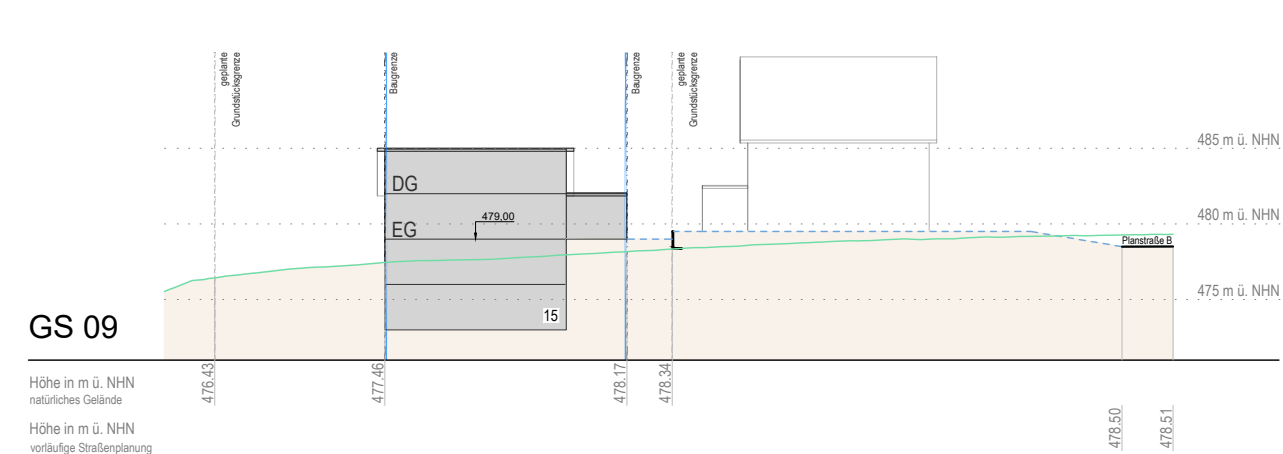 geplante
Grundstücksgrenze
Baugrenze
Baugrenze
geplante
Grundstücksgrenze
485 m ü. NHN
DG
480 m ü. NHN
EG
479.00
Planstraße B
475 m ü. NHN
15
GS 09
476.43
477.46
478.17
478.34
Höhe in m ü. NHN
natürliches Gelände
478.50
478.51
Höhe in m ü. NHN
vorläufige Straßenplanung